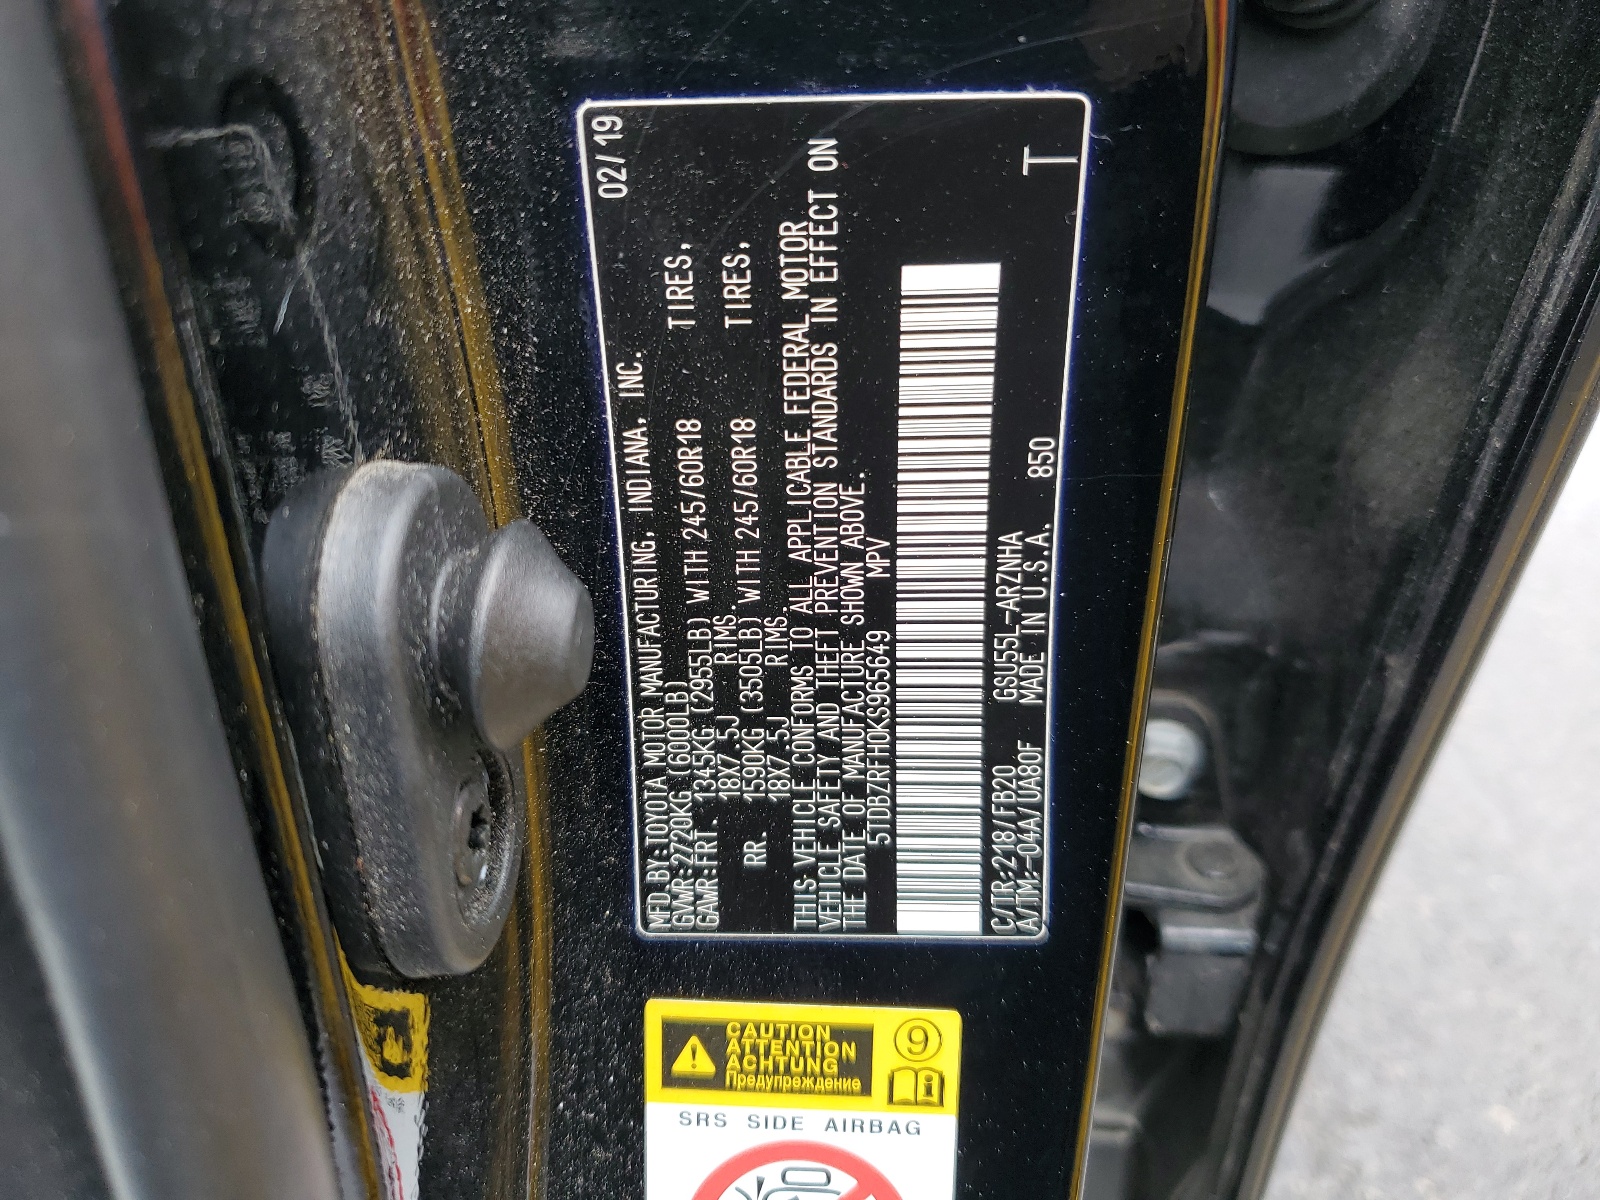 MFD.BY:TOYOTA MOTOR MANUFACTURING, INDIANA, INC. 02/19
GVWR:2720KG (6000LB)
GAWR:FRT. 1345KG (2955LB) WITH 245/60R18 TIRES,
18X7.5J RIMS.
RR. 1590KG (3505LB) WITH 245/60R18 TIRES,
18X7.5J RIMS.
THIS VEHICLE CONFORMS TO ALL APPLICABLE FEDERAL MOTOR
VEHICLE SAFETY AND THEFT PREVENTION STANDARDS IN EFFECT ON
THE DATE OF MANUFACTURE SHOWN ABOVE.
5TDBZRFH0KS965649 MPV
C/TR:218/FB20 GSU55L-ARZNHA
A/TM:-04A/UA80F MADE IN U.S.A. 850 T
CAUTION
ATTENTION
ACHTUNG
Предупреждение
9
i
SRS SIDE AIRBAG